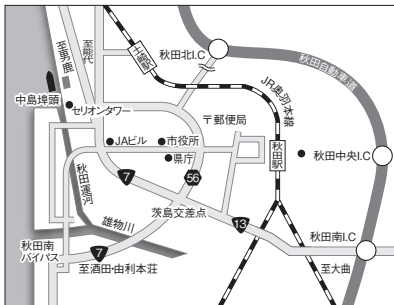 至男鹿
至能代
土崎駅
秋田北I.C
秋田自動車道
JR奥羽本線
中島埠頭
セリオンタワー
〒郵便局
JAビル
市役所
県庁
秋田駅
秋田中央I.C
秋田運河
7
56
茨島交差点
雄物川
13
秋田南I.C
秋田南
バイパス
7
至酒田・由利本荘
至大曲